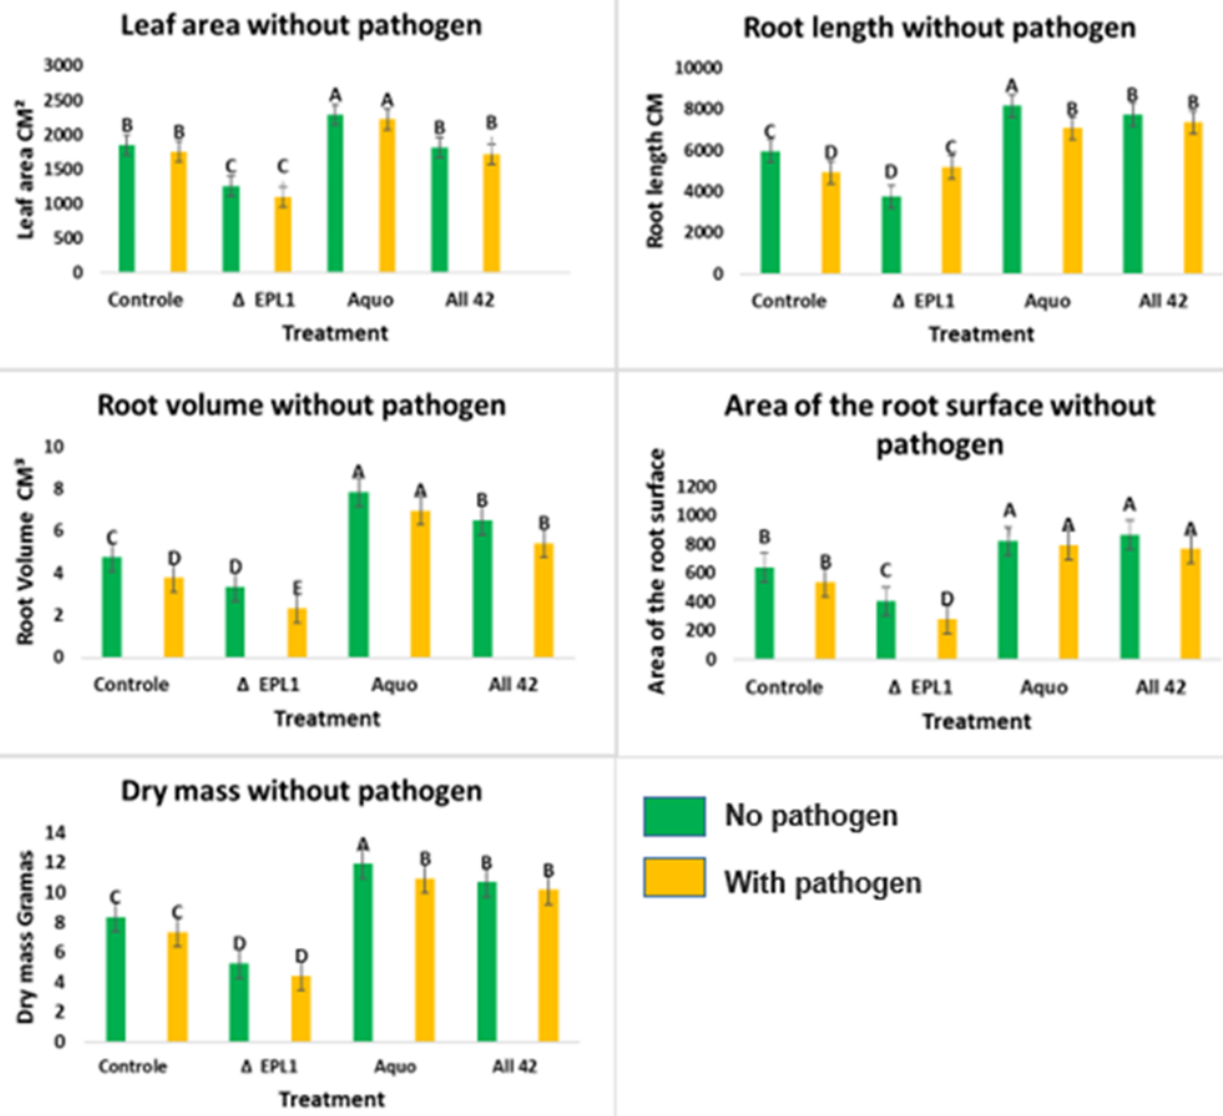 Leaf area without pathogen
Leaf area CM²
3000
2500
2000
1500
1000
500
0
B
B
C
C
A
A
B
B
Controle
Δ EPL1
Aquo
All 42
Treatment
Root length without pathogen
Root length CM
10000
8000
6000
4000
2000
0
C
D
D
C
A
B
B
B
Controle
Δ EPL1
Aquo
All 42
Treatment
Root volume without pathogen
Root Volume CM³
10
8
6
4
2
0
C
D
D
E
A
A
B
B
Controle
Δ EPL1
Aquo
All 42
Treatment
Area of the root surface without
pathogen
Area of the root surface
1200
1000
800
600
400
200
0
B
B
C
D
A
A
A
A
Controle
Δ EPL1
Aquo
All 42
Treatment
Dry mass without pathogen
Dry mass Gramas
14
12
10
8
6
4
2
0
C
C
D
D
A
B
B
B
Controle
Δ EPL1
Aquo
All 42
Treatment
No pathogen
With pathogen